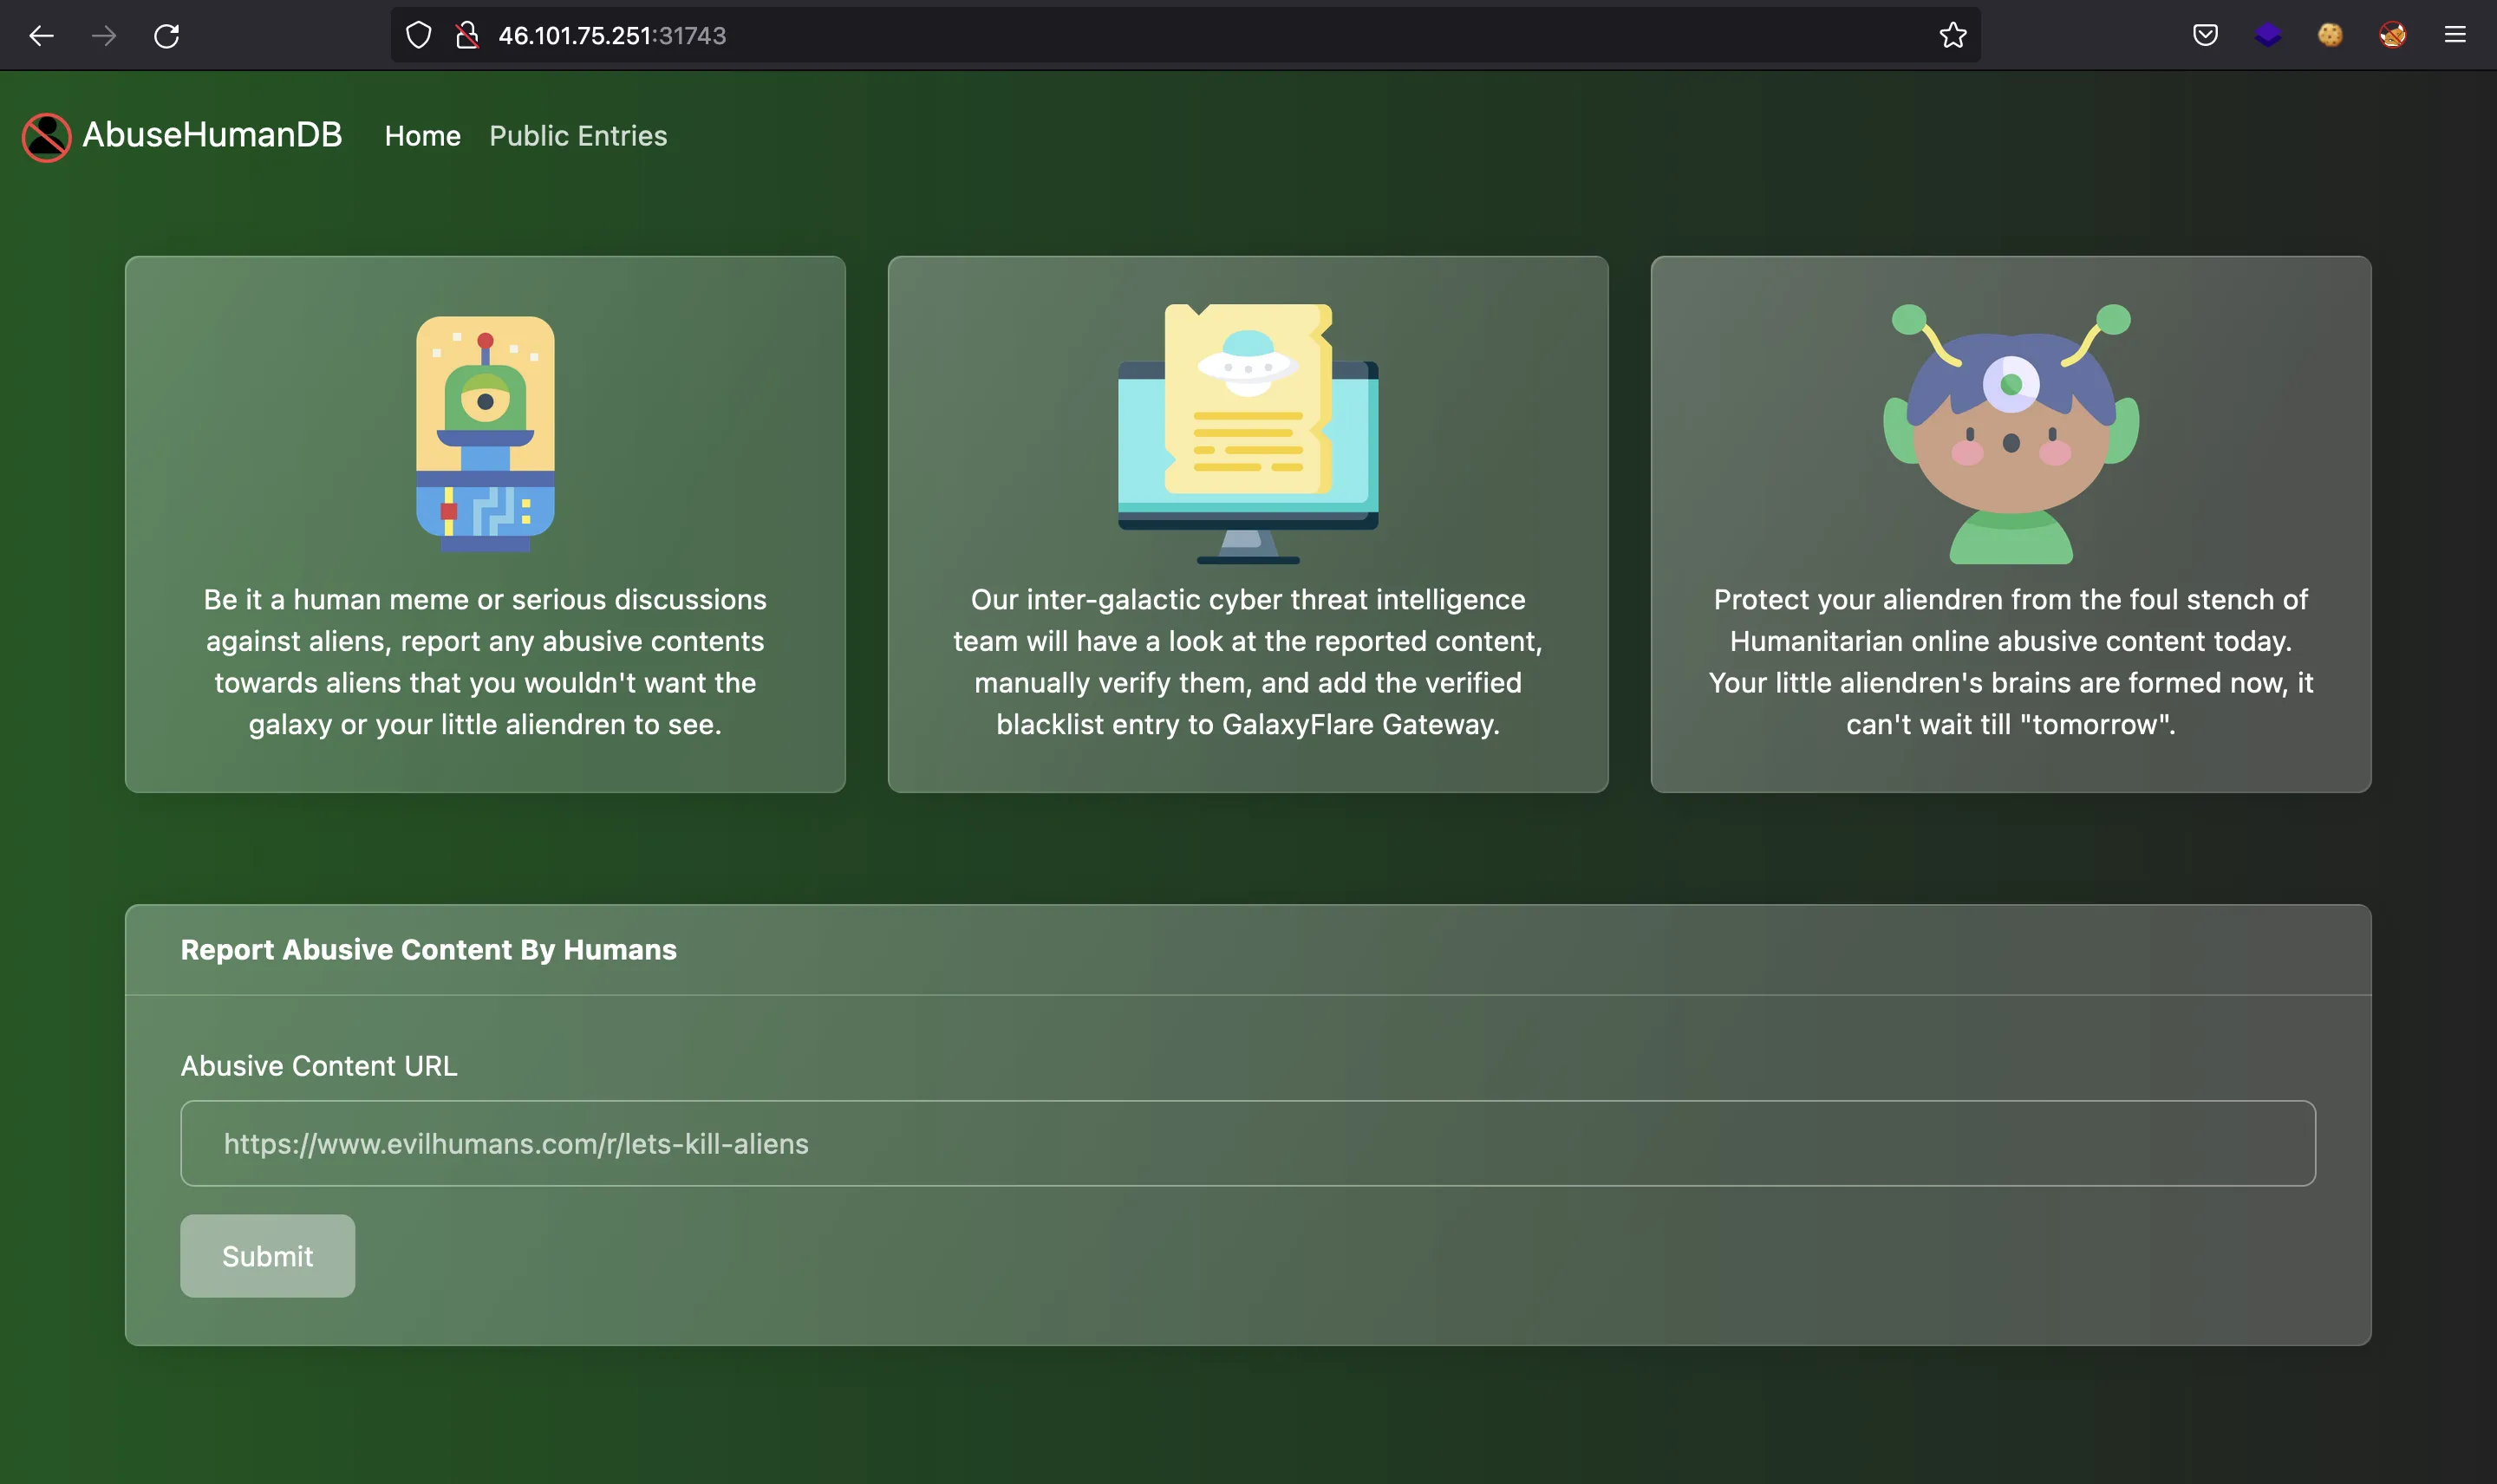 46.101.75.251:31743
AbuseHumanDB Home Public Entries
Be it a human meme or serious discussions
against aliens, report any abusive contents
towards aliens that you wouldn't want the
galaxy or your little aliendren to see.
Our inter-galactic cyber threat intelligence
team will have a look at the reported content,
manually verify them, and add the verified
blacklist entry to GalaxyFlare Gateway.
Protect your aliendren from the foul stench of
Humanitarian online abusive content today.
Your little aliendren's brains are formed now, it
can't wait till "tomorrow".
Report Abusive Content By Humans
Abusive Content URL
https://www.evilhumans.com/r/lets-kill-aliens
Submit